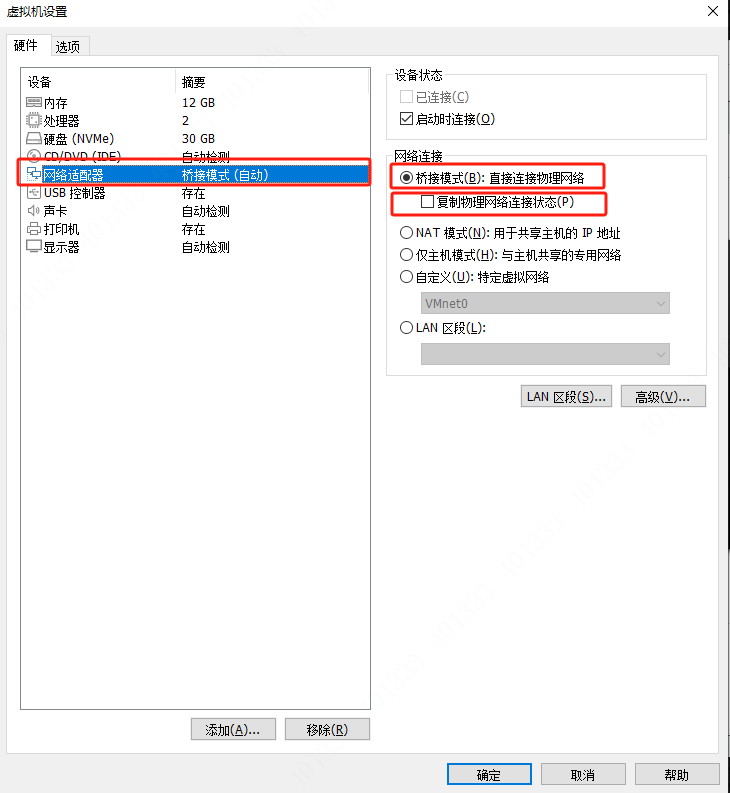 虚拟机设置
硬件 选项
设备 摘要
内存 12 GB
处理器 2
硬盘 (NVMe) 30 GB
CD/DVD (IDE) 自动检测
网络适配器 桥接模式 (自动)
USB 控制器 存在
声卡 自动检测
打印机 存在
显示器 自动检测
添加(A)... 移除(R)
设备状态
已连接(C)
启动时连接(O)
网络连接
桥接模式(B): 直接连接物理网络
复制物理网络连接状态(P)
NAT 模式(N): 用于共享主机的 IP 地址
仅主机模式(H): 与主机共享的专用网络
自定义(U): 特定虚拟网络
VMnet0
LAN 区段(L):
LAN 区段(S)... 高级(V)...
确定 取消 帮助